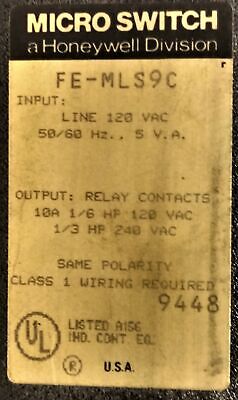 MICRO SWITCH
a Honeywell Division
FE-MLS9C
INPUT:
LINE 120 VAC
50/60 Hz., 5 V.A.
OUTPUT: RELAY CONTACTS
10A 1/6 HP 120 VAC
1/3 HP 240 VAC
SAME POLARITY
CLASS 1 WIRING REQUIRED
9448
UL
LISTED A156
IND. CONT. EQ.
®
U.S.A.